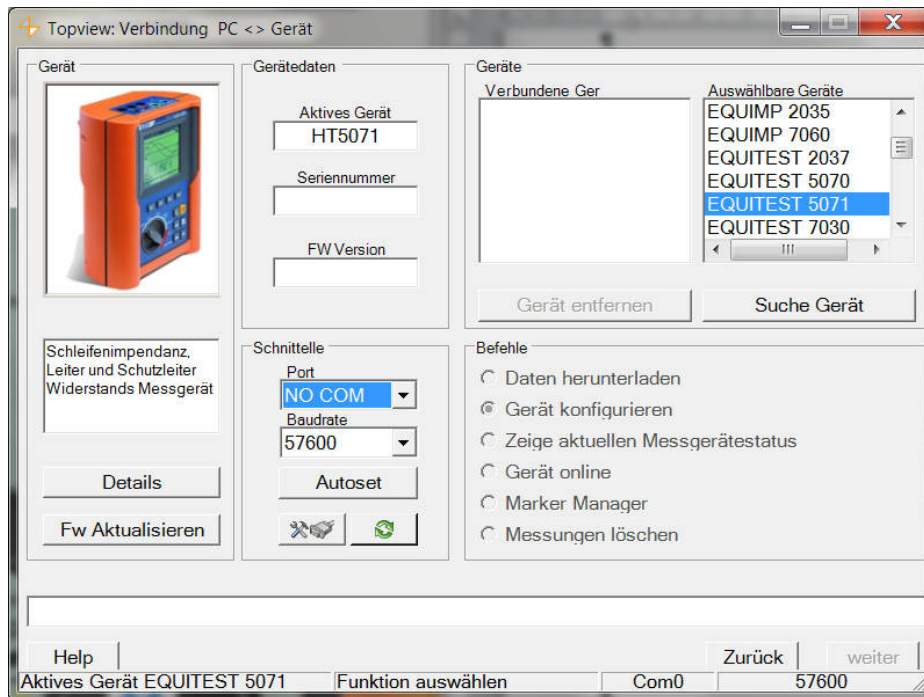 Topview: Verbindung PC <> Gerät
Gerät
Schleifenimpendanz,
Leiter und Schutzleiter
Widerstands Messgerät
Details
Fw Aktualisieren
Gerätedaten
Aktives Gerät
HT5071
Seriennummer
FW Version
Schnittelle
Port
NO COM
Baudrate
57600
Autoset
Geräte
Verbundene Ger
Auswählbare Geräte
EQUIMP 2035
EQUIMP 7060
EQUITEST 2037
EQUITEST 5070
EQUITEST 5071
EQUITEST 7030
Gerät entfernen
Suche Gerät
Befehle
Daten herunterladen
Gerät konfigurieren
Zeige aktuellen Messgerätestatus
Gerät online
Marker Manager
Messungen löschen
Help
Zurück
weiter
Aktives Gerät EQUITEST 5071
Funktion auswählen
Com0
57600